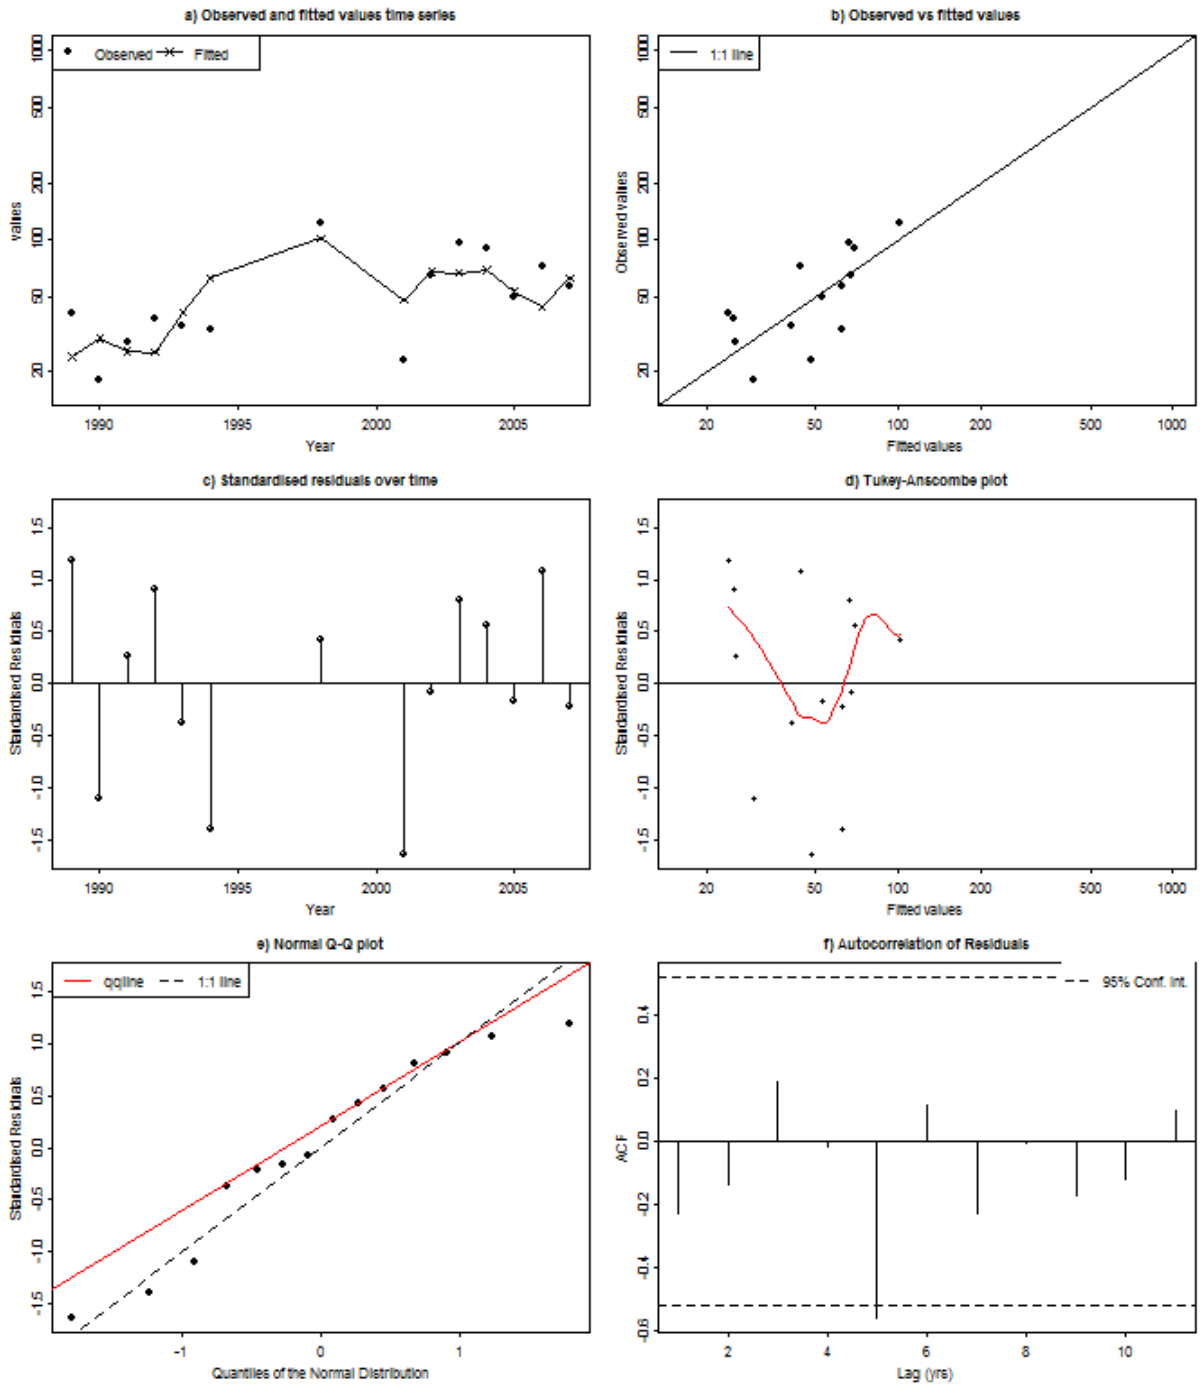 a) Observed and fitted values time series
Observed Fitted
1000
500
200
100
50
20
values
1990 1995 2000 2005
Year
b) Observed vs fitted values
1:1 line
1000
500
200
100
50
20
Observed values
20 50 100 200 500 1000
Fitted values
c) Standardised residuals over time
1.5
1.0
0.5
0.0
-0.5
-1.0
-1.5
Standardised Residuals
1990 1995 2000 2005
Year
d) Tukey-Anscombe plot
1.5
1.0
0.5
0.0
-0.5
-1.0
-1.5
Standardised Residuals
20 50 100 200 500 1000
Fitted values
e) Normal Q-Q plot
qqline 1:1 line
1.5
1.0
0.5
0.0
-0.5
-1.0
-1.5
Standardised Residuals
-1 0 1
Quantiles of the Normal Distribution
f) Autocorrelation of Residuals
95% Conf. Int.
0.4
0.2
0.0
-0.2
-0.4
-0.6
ACF
2 4 6 8 10
Lag (yrs)